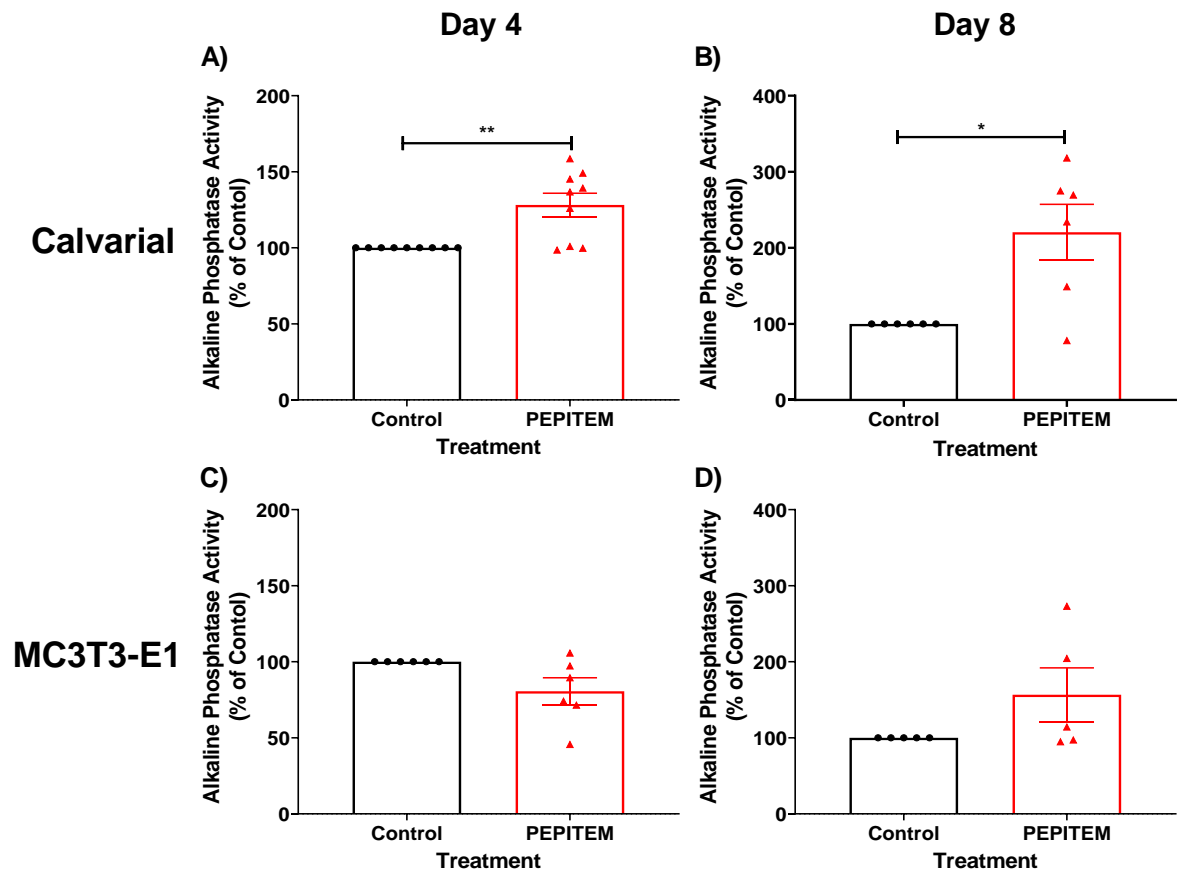 Day 4
Day 8
A)
B)
Calvarial
Alkaline Phosphatase Activity
(% of Contol)
200
150
100
50
0
**
Control
PEPITEM
Treatment
Alkaline Phosphatase Activity
(% of Contol)
400
300
200
100
0
*
Control
PEPITEM
Treatment
C)
D)
MC3T3-E1
Alkaline Phosphatase Activity
(% of Contol)
200
150
100
50
0
Control
PEPITEM
Treatment
Alkaline Phosphatase Activity
(% of Contol)
400
300
200
100
0
Control
PEPITEM
Treatment